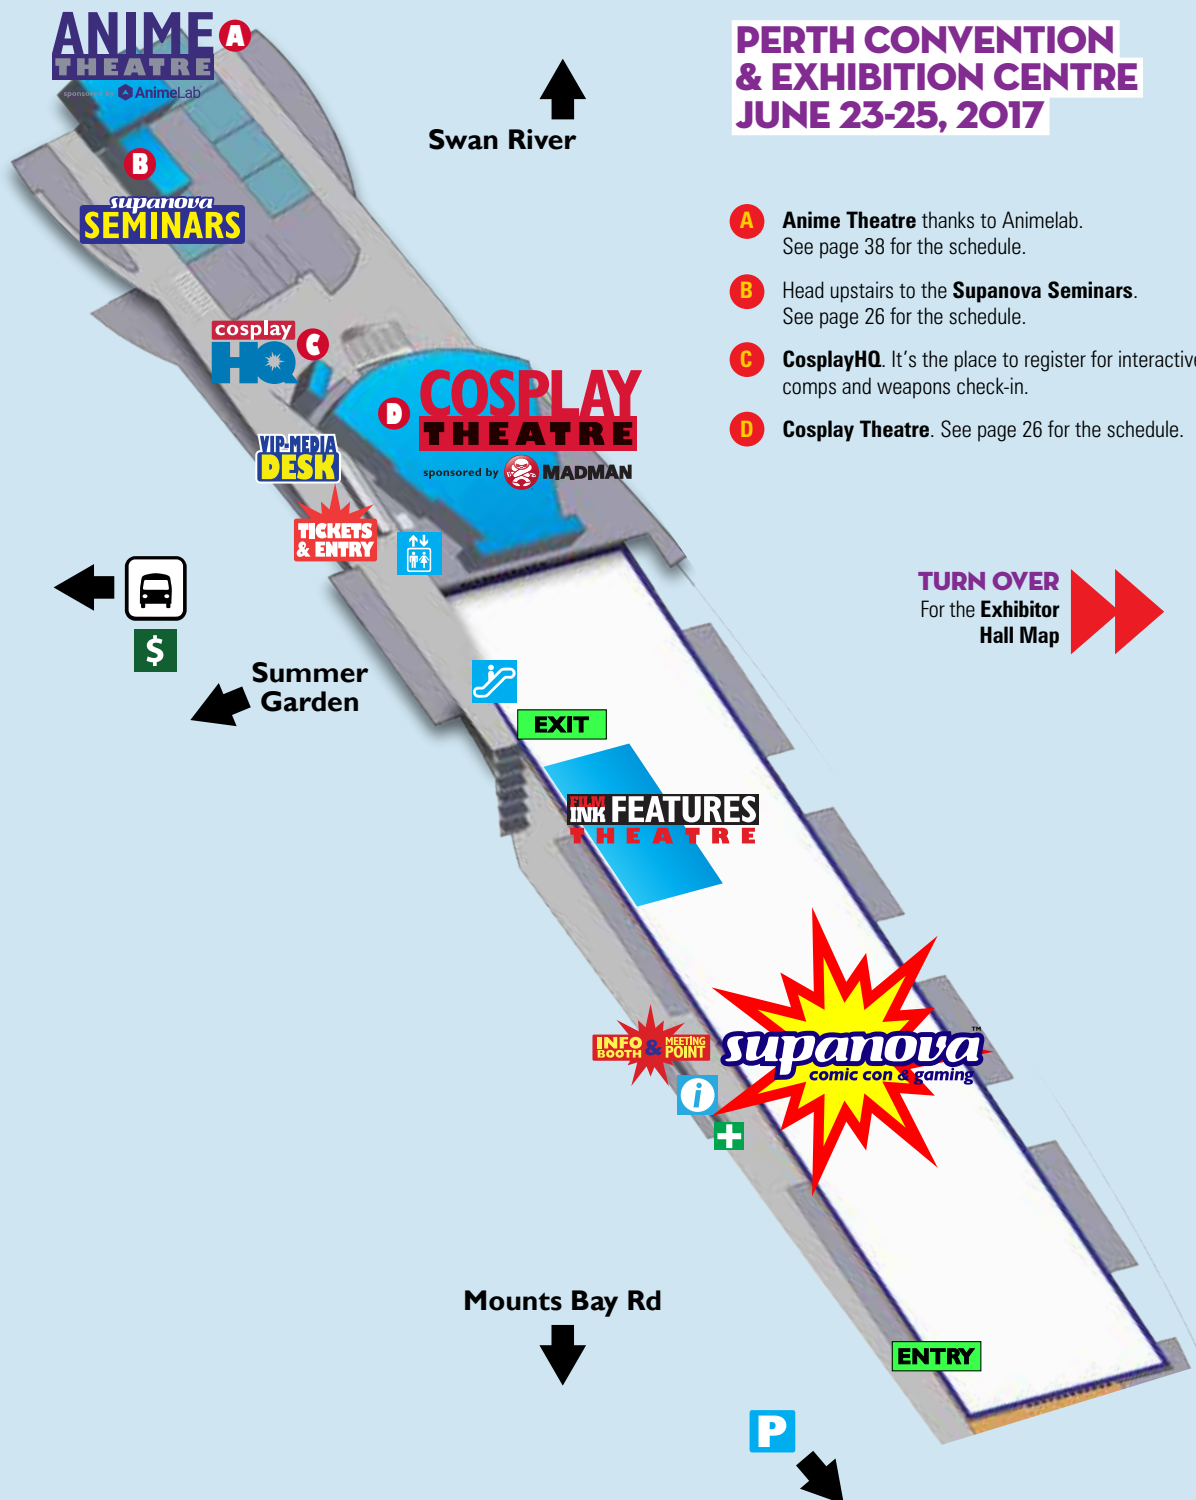 ANIME
THEATRE
sponsored by AnimeLab
A
B
supanova
SEMINARS
Swan River
PERTH CONVENTION
& EXHIBITION CENTRE
JUNE 23-25, 2017
A Anime Theatre thanks to Animelab.
See page 38 for the schedule.
B Head upstairs to the Supanova Seminars.
See page 26 for the schedule.
C CosplayHQ. It's the place to register for interactive
comps and weapons check-in.
D Cosplay Theatre. See page 26 for the schedule.
cosplay
HQ
C
D
COSPLAY
THEATRE
sponsored by MADMAN
VIP-MEDIA
DESK
TICKETS
& ENTRY
$
Summer
Garden
TURN OVER
For the Exhibitor
Hall Map
EXIT
FILM
INK FEATURES
THEATRE
INFO
BOOTH & MEETING
POINT
i
supanova™
comic con & gaming
Mounts Bay Rd
ENTRY
P